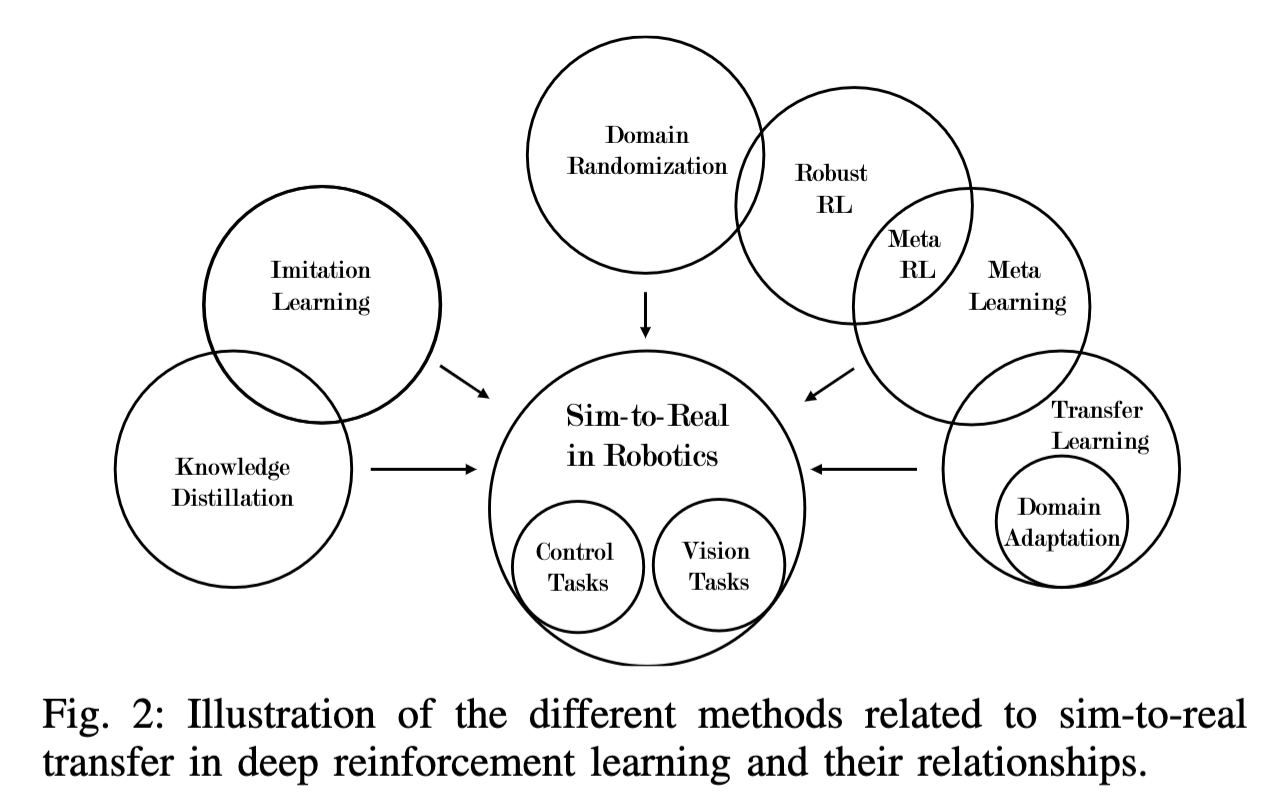 Domain
Randomization
Robust
RL
Meta
RL
Meta
Learning
Imitation
Learning
Knowledge
Distillation
Sim-to-Real
in Robotics
Control
Tasks
Vision
Tasks
Transfer
Learning
Domain
Adaptation
Fig. 2: Illustration of the different methods related to sim-to-real
transfer in deep reinforcement learning and their relationships.